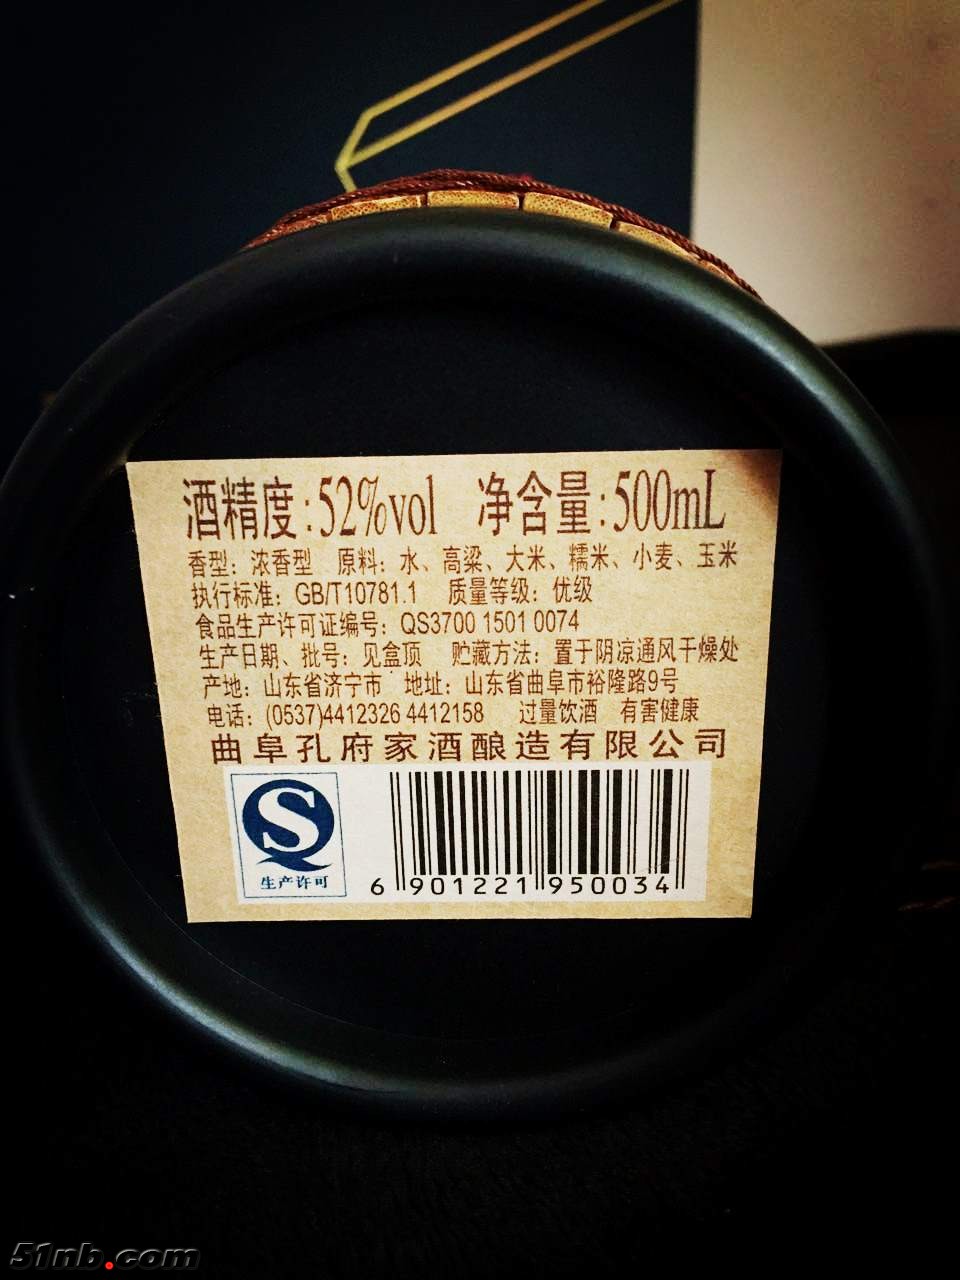 酒精度:52%vol 净含量:500mL
香型：浓香型 原料：水、高粱、大米、糯米、小麦、玉米
执行标准：GB/T10781.1 质量等级：优级
食品生产许可证编号：QS3700 1501 0074
生产日期、批号：见盒顶 贮藏方法：置于阴凉通风干燥处
产地：山东省济宁市 地址：山东省曲阜市裕隆路9号
电话：(0537)4412326 4412158 过量饮酒 有害健康
曲阜孔府家酒酿造有限公司
QS
生产许可
6 901221 950034
51nb.com